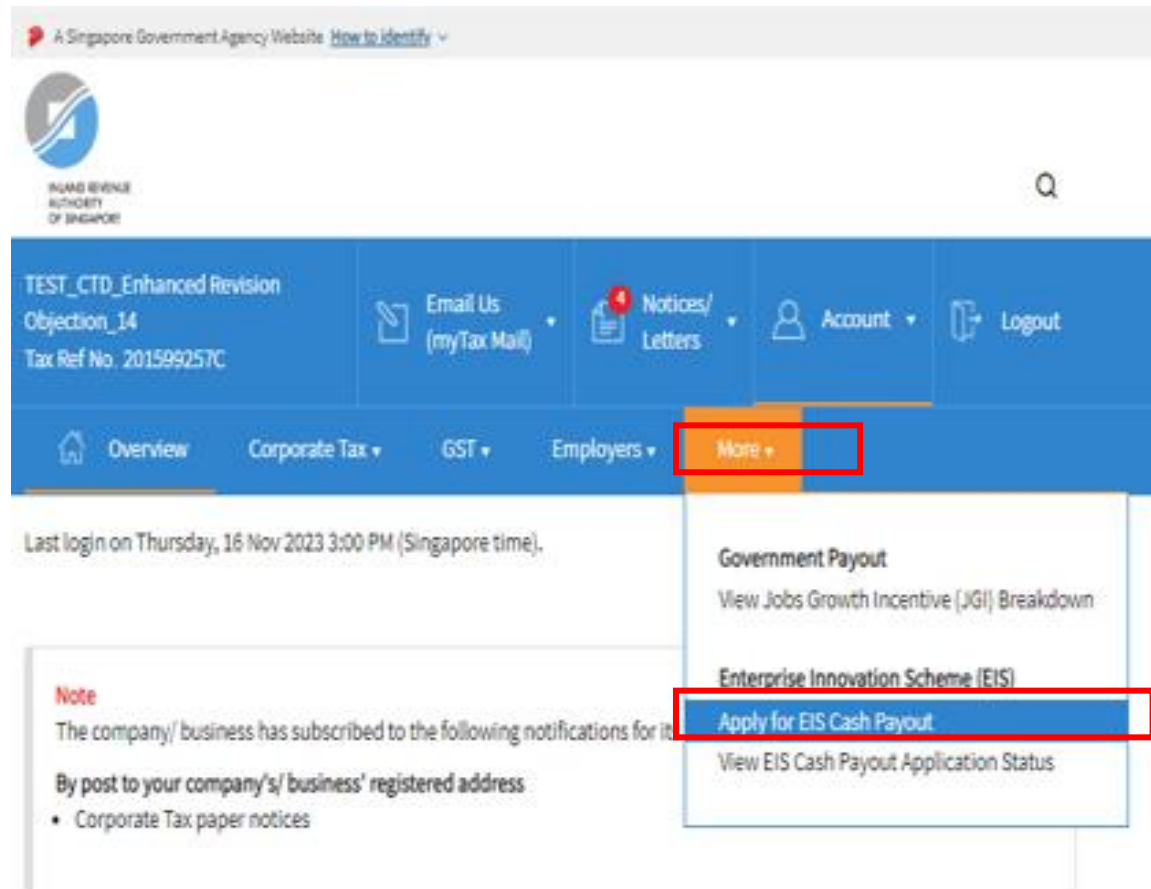 A Singapore Government Agency Website How to identify
INLAND REVENUE
AUTHORITY
OF SINGAPORE
TEST_CTD_Enhanced Revision
Objection_14
Tax Ref No. 201599257C
Email Us
(myTax Mail)
4
Notices/
Letters
Account
Logout
Overview
Corporate Tax
GST
Employers
More
Last login on Thursday, 16 Nov 2023 3:00 PM (Singapore time).
Government Payout
View Jobs Growth Incentive (JGI) Breakdown
Enterprise Innovation Scheme (EIS)
Apply for EIS Cash Payout
View EIS Cash Payout Application Status
Note
The company/ business has subscribed to the following notifications for it
By post to your company's/ business' registered address
• Corporate Tax paper notices